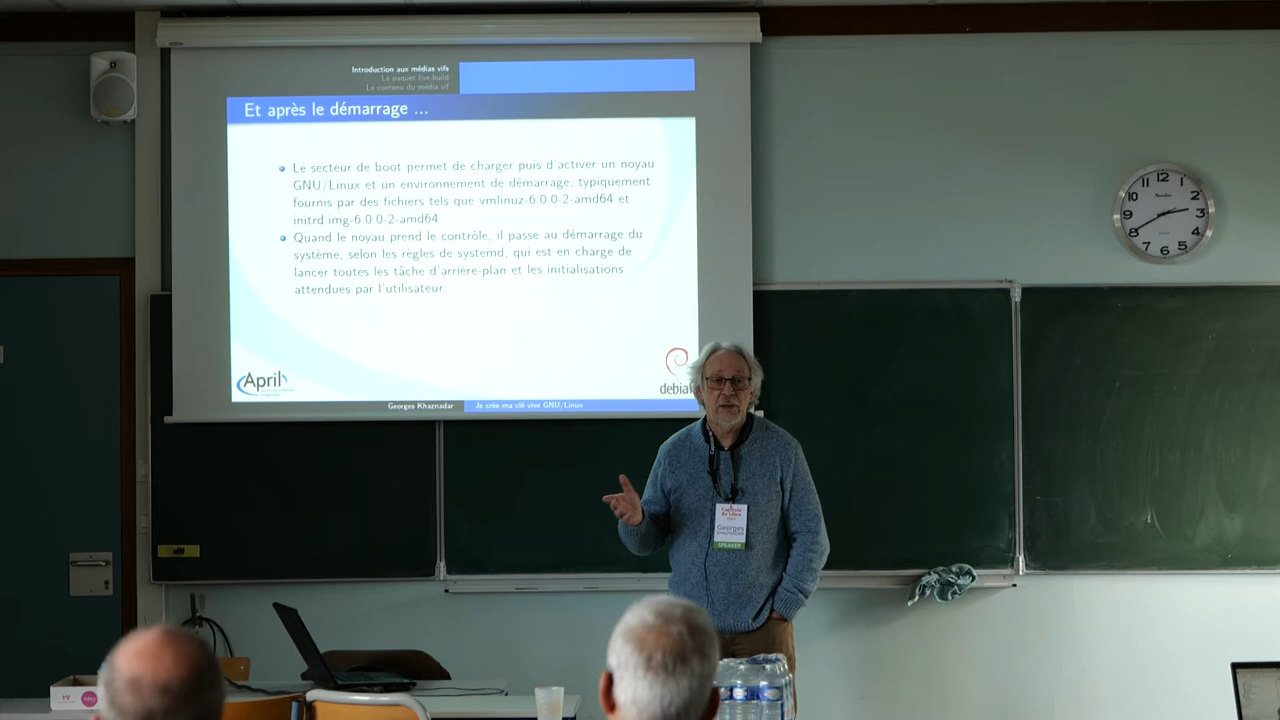 Introduction aux médias vifs
Le paquet live-build
Le contenu du média vif
Et après le démarrage ...
Le secteur de boot permet de charger puis d'activer un noyau
GNU/Linux et un environnement de démarrage, typiquement
fournis par des fichiers tels que vmlinuz-6.0.0-2-amd64 et
initrd.img-6.0.0-2-amd64
Quand le noyau prend le contrôle, il passe au démarrage du
système, selon les règles de systemd, qui est en charge de
lancer toutes les tâche d'arrière-plan et les initialisations
attendues par l'utilisateur.
April
debia
Georges Khaznadar
Je crée ma clé vive GNU/Linux
12
1
2
3
4
5
6
7
8
9
10
11
Capitole
du Libre
Georges
KHAZNADAR
SPEAKER